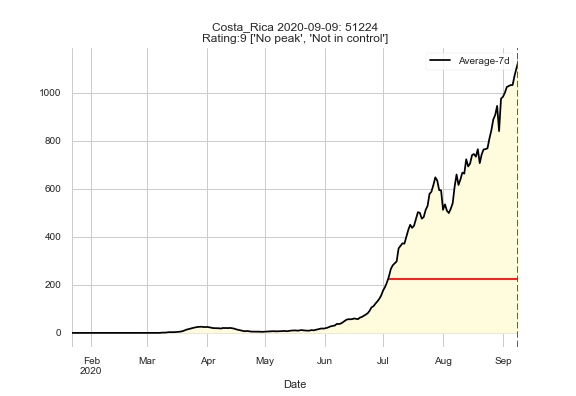 Costa_Rica 2020-09-09: 51224
Rating:9 ['No peak', 'Not in control']
Average-7d
1000
800
600
400
200
0
Feb Mar Apr May Jun Jul Aug Sep
2020
Date